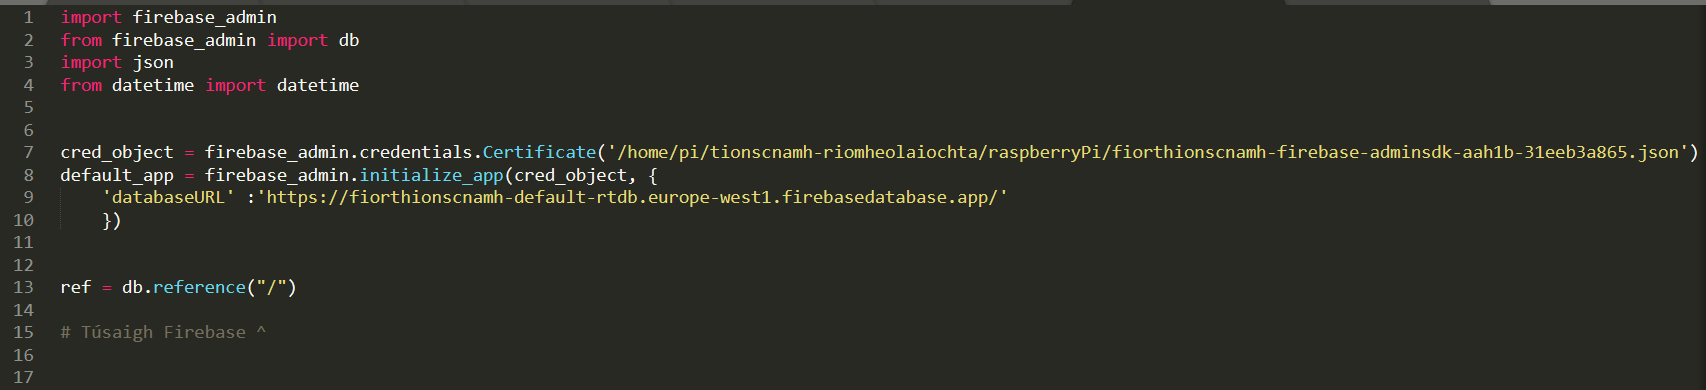 1 import firebase_admin
2 from firebase_admin import db
3 import json
4 from datetime import datetime
5
6
7 cred_object = firebase_admin.credentials.Certificate('/home/pi/tionscnamh-riomheolaiochta/raspberryPi/fiorthionscnamh-firebase-adminsdk-aah1b-31eeb3a865.json')
8 default_app = firebase_admin.initialize_app(cred_object, {
9     'databaseURL' :'https://fiorthionscnamh-default-rtdb.europe-west1.firebasedatabase.app/'
10     })
11
12
13 ref = db.reference("/")
14
15 # Túsaigh Firebase ^
16
17